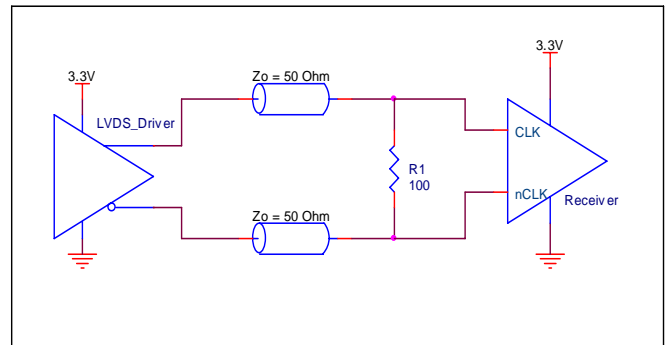 3.3V
Zo = 50 Ohm
3.3V
LVDS_Driver
CLK
R1
100
nCLK
Receiver
Zo = 50 Ohm